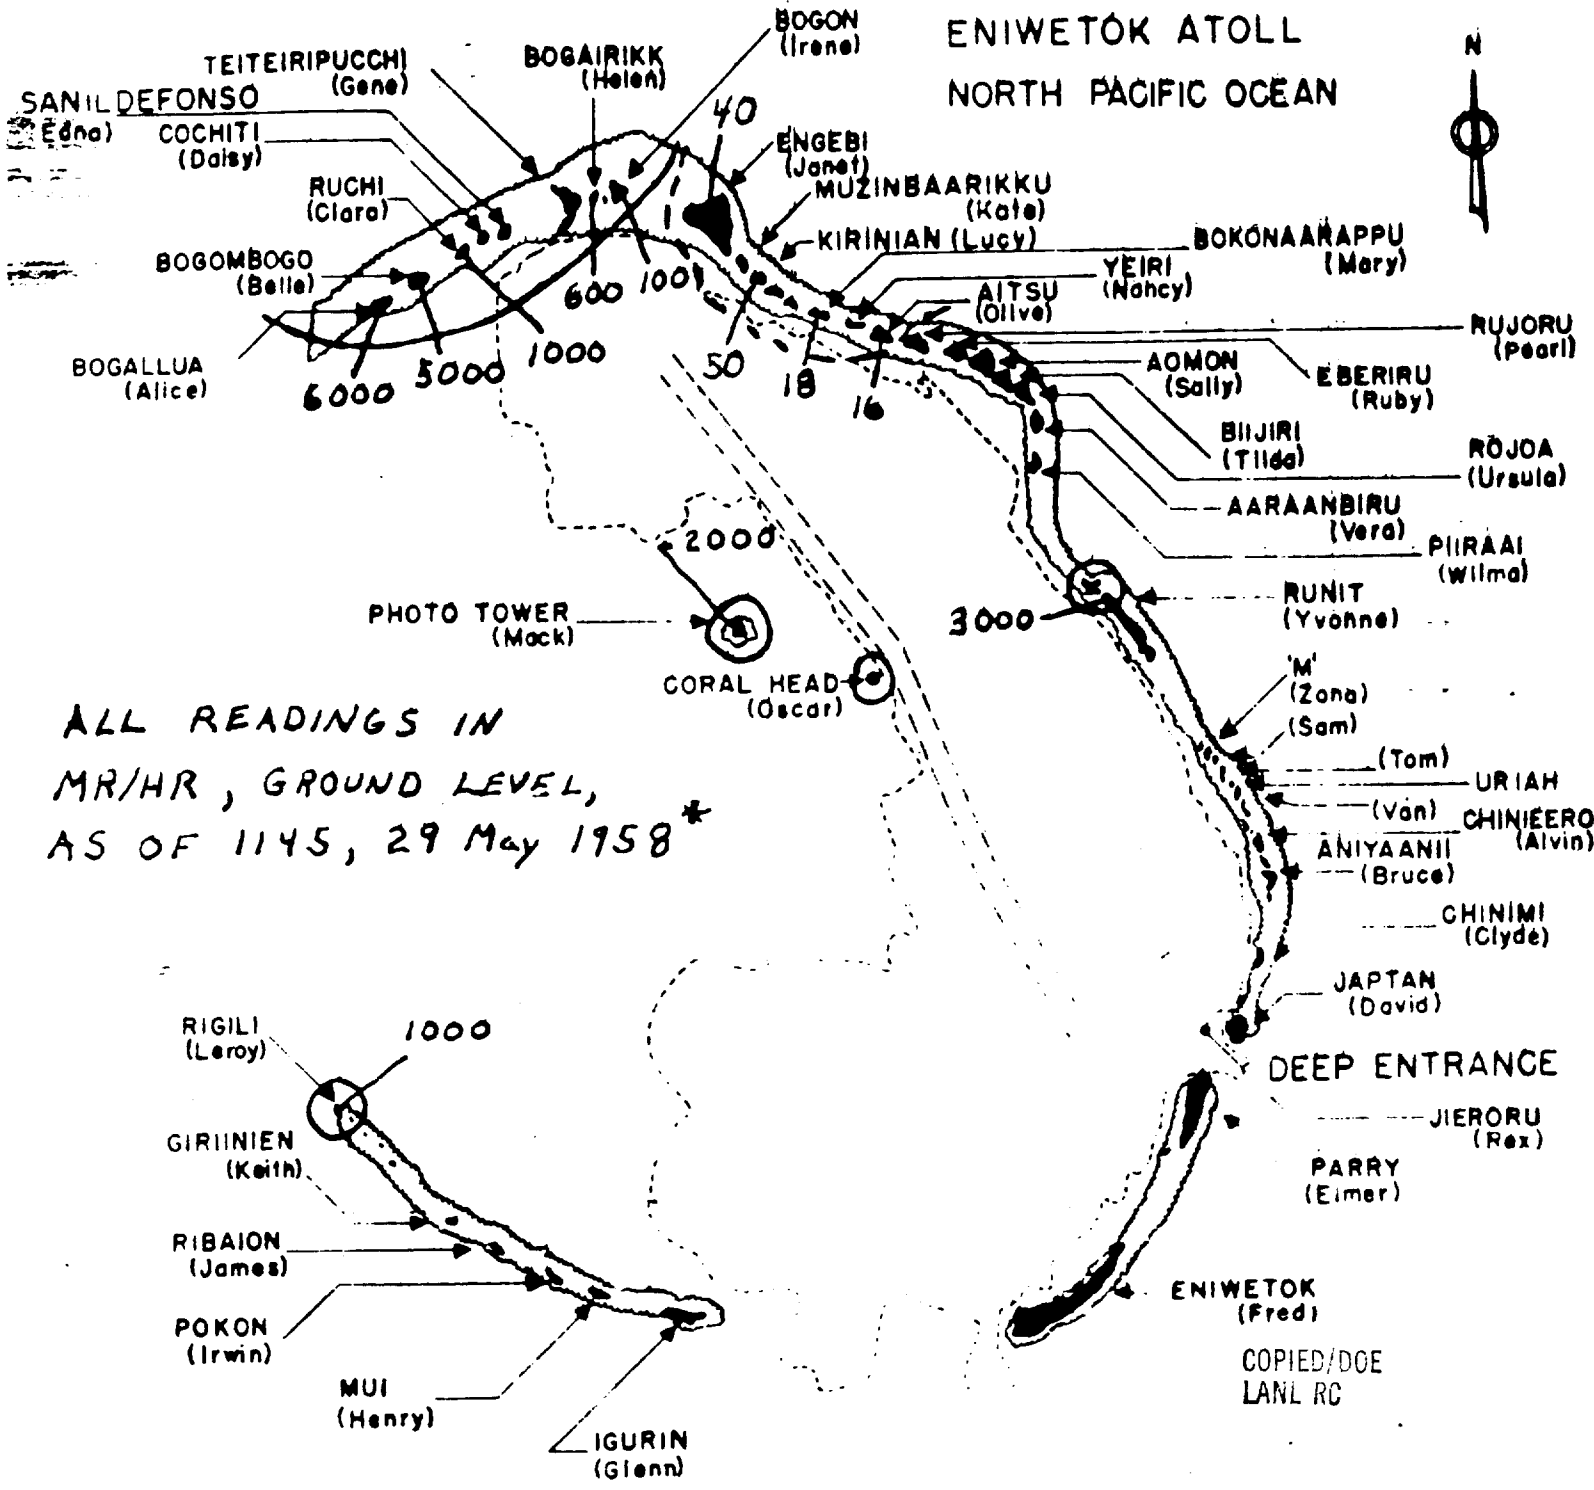 ENIWETOK ATOLL
NORTH PACIFIC OCEAN
N
BOGON
(Irene)
TEITEIRIPUCCHI
(Gene)
BOGAIRIKK
(Helen)
SANILDEFONSO
Edna)
COCHITI
(Daisy)
40
ENGEBI
(Janet)
RUCHI
(Clara)
MUZINBAARIKKU
(Kate)
KIRINIAN (Lucy)
BOKONAARAPPU
(Mary)
BOGOMBOGO
(Belle)
YEIRI
(Nancy)
AITSU
(Olive)
600
100
RUJORU
(Pearl)
BOGALLUA
(Alice)
6000
5000
1000
50
18
16
AOMON
(Sally)
EBERIRU
(Ruby)
BIIJIRI
(Tilda)
ROJOA
(Ursula)
AARAANBIRU
(Vera)
PIIRAAI
(Wilma)
2000
PHOTO TOWER
(Mack)
3000
RUNIT
(Yvonne)
CORAL HEAD
(Oscar)
'M'
(Zona)
(Sam)
(Tom)
URIAH
(Van)
CHINIEERO
(Alvin)
ANIYAANII
(Bruce)
CHINIMI
(Clyde)
ALL READINGS IN
MR/HR, GROUND LEVEL,
AS OF 1145, 29 May 1958 *
JAPTAN
(David)
DEEP ENTRANCE
JIERORU
(Rex)
PARRY
(Elmer)
RIGILI
(Leroy)
1000
GIRIINIEN
(Keith)
RIBAION
(James)
POKON
(Irwin)
MUI
(Henry)
IGURIN
(Glenn)
ENIWETOK
(Fred)
COPIED/DOE
LANL RC